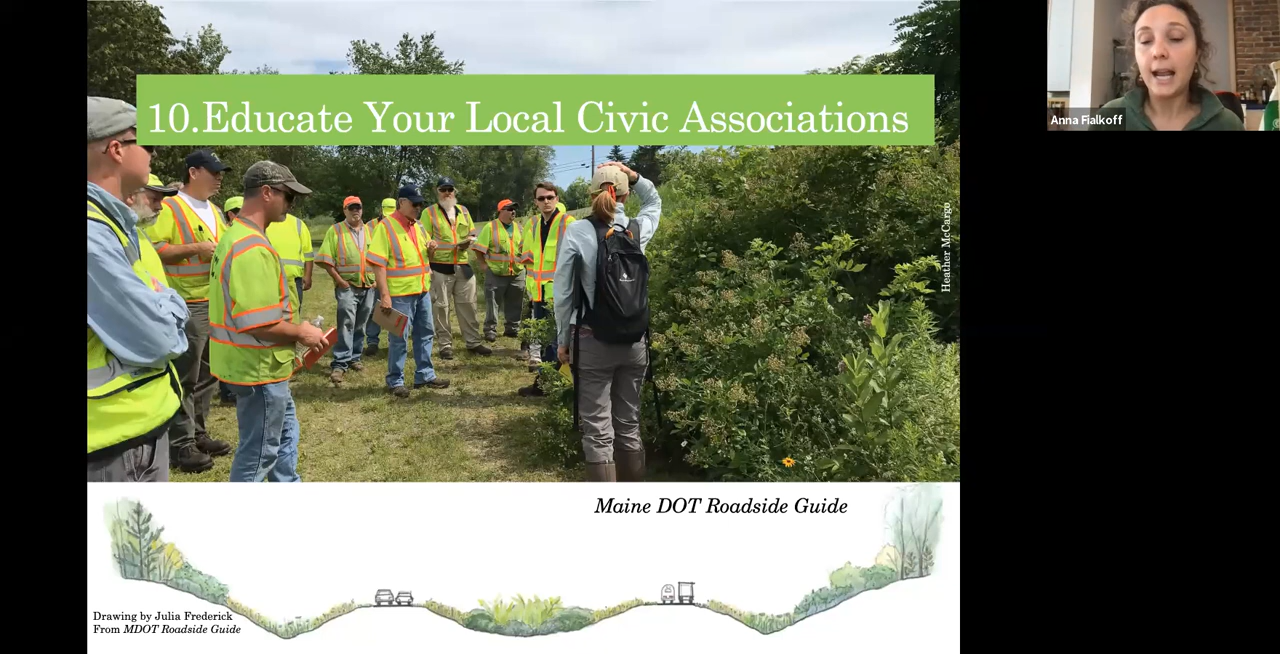 10.Educate Your Local Civic Associations
Anna Fialkoff
Heather McCargo
Maine DOT Roadside Guide
Drawing by Julia Frederick
From MDOT Roadside Guide